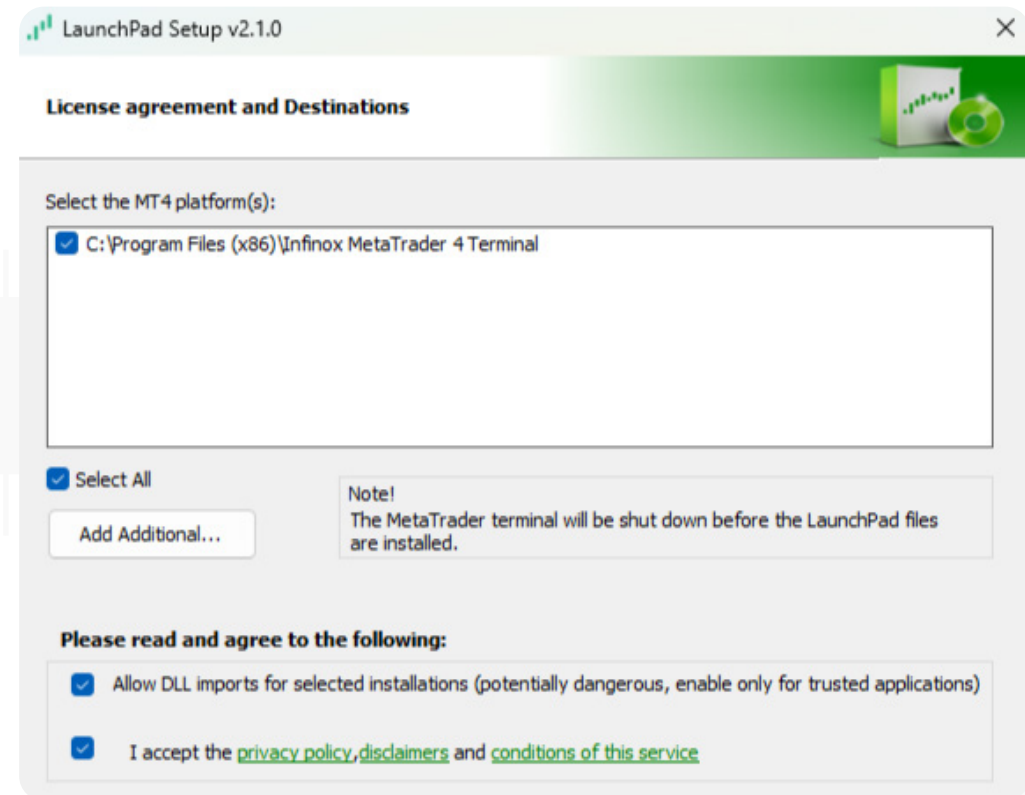 LaunchPad Setup v2.1.0
License agreement and Destinations
Select the MT4 platform(s):
C:\Program Files (x86)\Infinox MetaTrader 4 Terminal
Select All
Add Additional...
Note!
The MetaTrader terminal will be shut down before the LaunchPad files
are installed.
Please read and agree to the following:
Allow DLL imports for selected installations (potentially dangerous, enable only for trusted applications)
I accept the privacy policy,disclaimers and conditions of this service